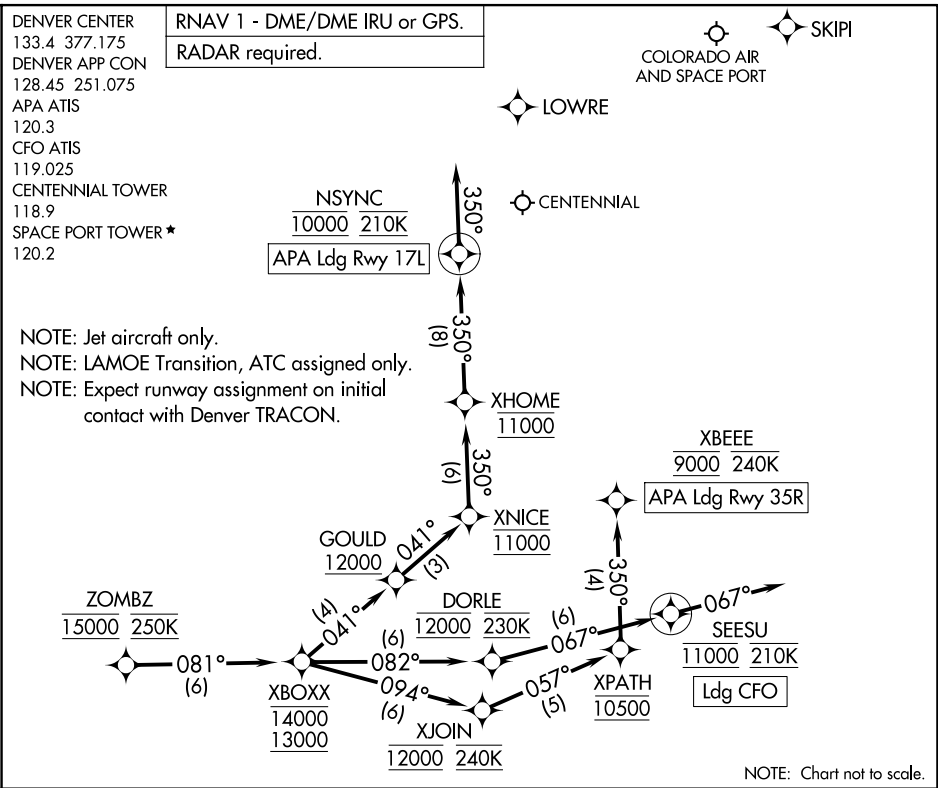 DENVER CENTER
133.4 377.175
DENVER APP CON
128.45 251.075
APA ATIS
120.3
CFO ATIS
119.025
CENTENNIAL TOWER
118.9
SPACE PORT TOWER ★
120.2
RNAV 1 - DME/DME IRU or GPS.
RADAR required.
COLORADO AIR
AND SPACE PORT
SKIPI
LOWRE
CENTENNIAL
NSYNC
10000 210K
APA Ldg Rwy 17L
350°
350°
(8)
NOTE: Jet aircraft only.
NOTE: LAMOE Transition, ATC assigned only.
NOTE: Expect runway assignment on initial
contact with Denver TRACON.
XHOME
11000
350°
(6)
XBEEE
9000 240K
APA Ldg Rwy 35R
XNICE
11000
GOULD
12000
041°
(3)
350°
(4)
ZOMBZ
15000 250K
081°
(6)
(4)
041°
DORLE
12000 230K
(6)
082°
(6)
067°
067°
SEESU
11000 210K
Ldg CFO
XBOXX
14000
13000
094°
(6)
XJOIN
12000 240K
057°
(5)
XPATH
10500
NOTE: Chart not to scale.